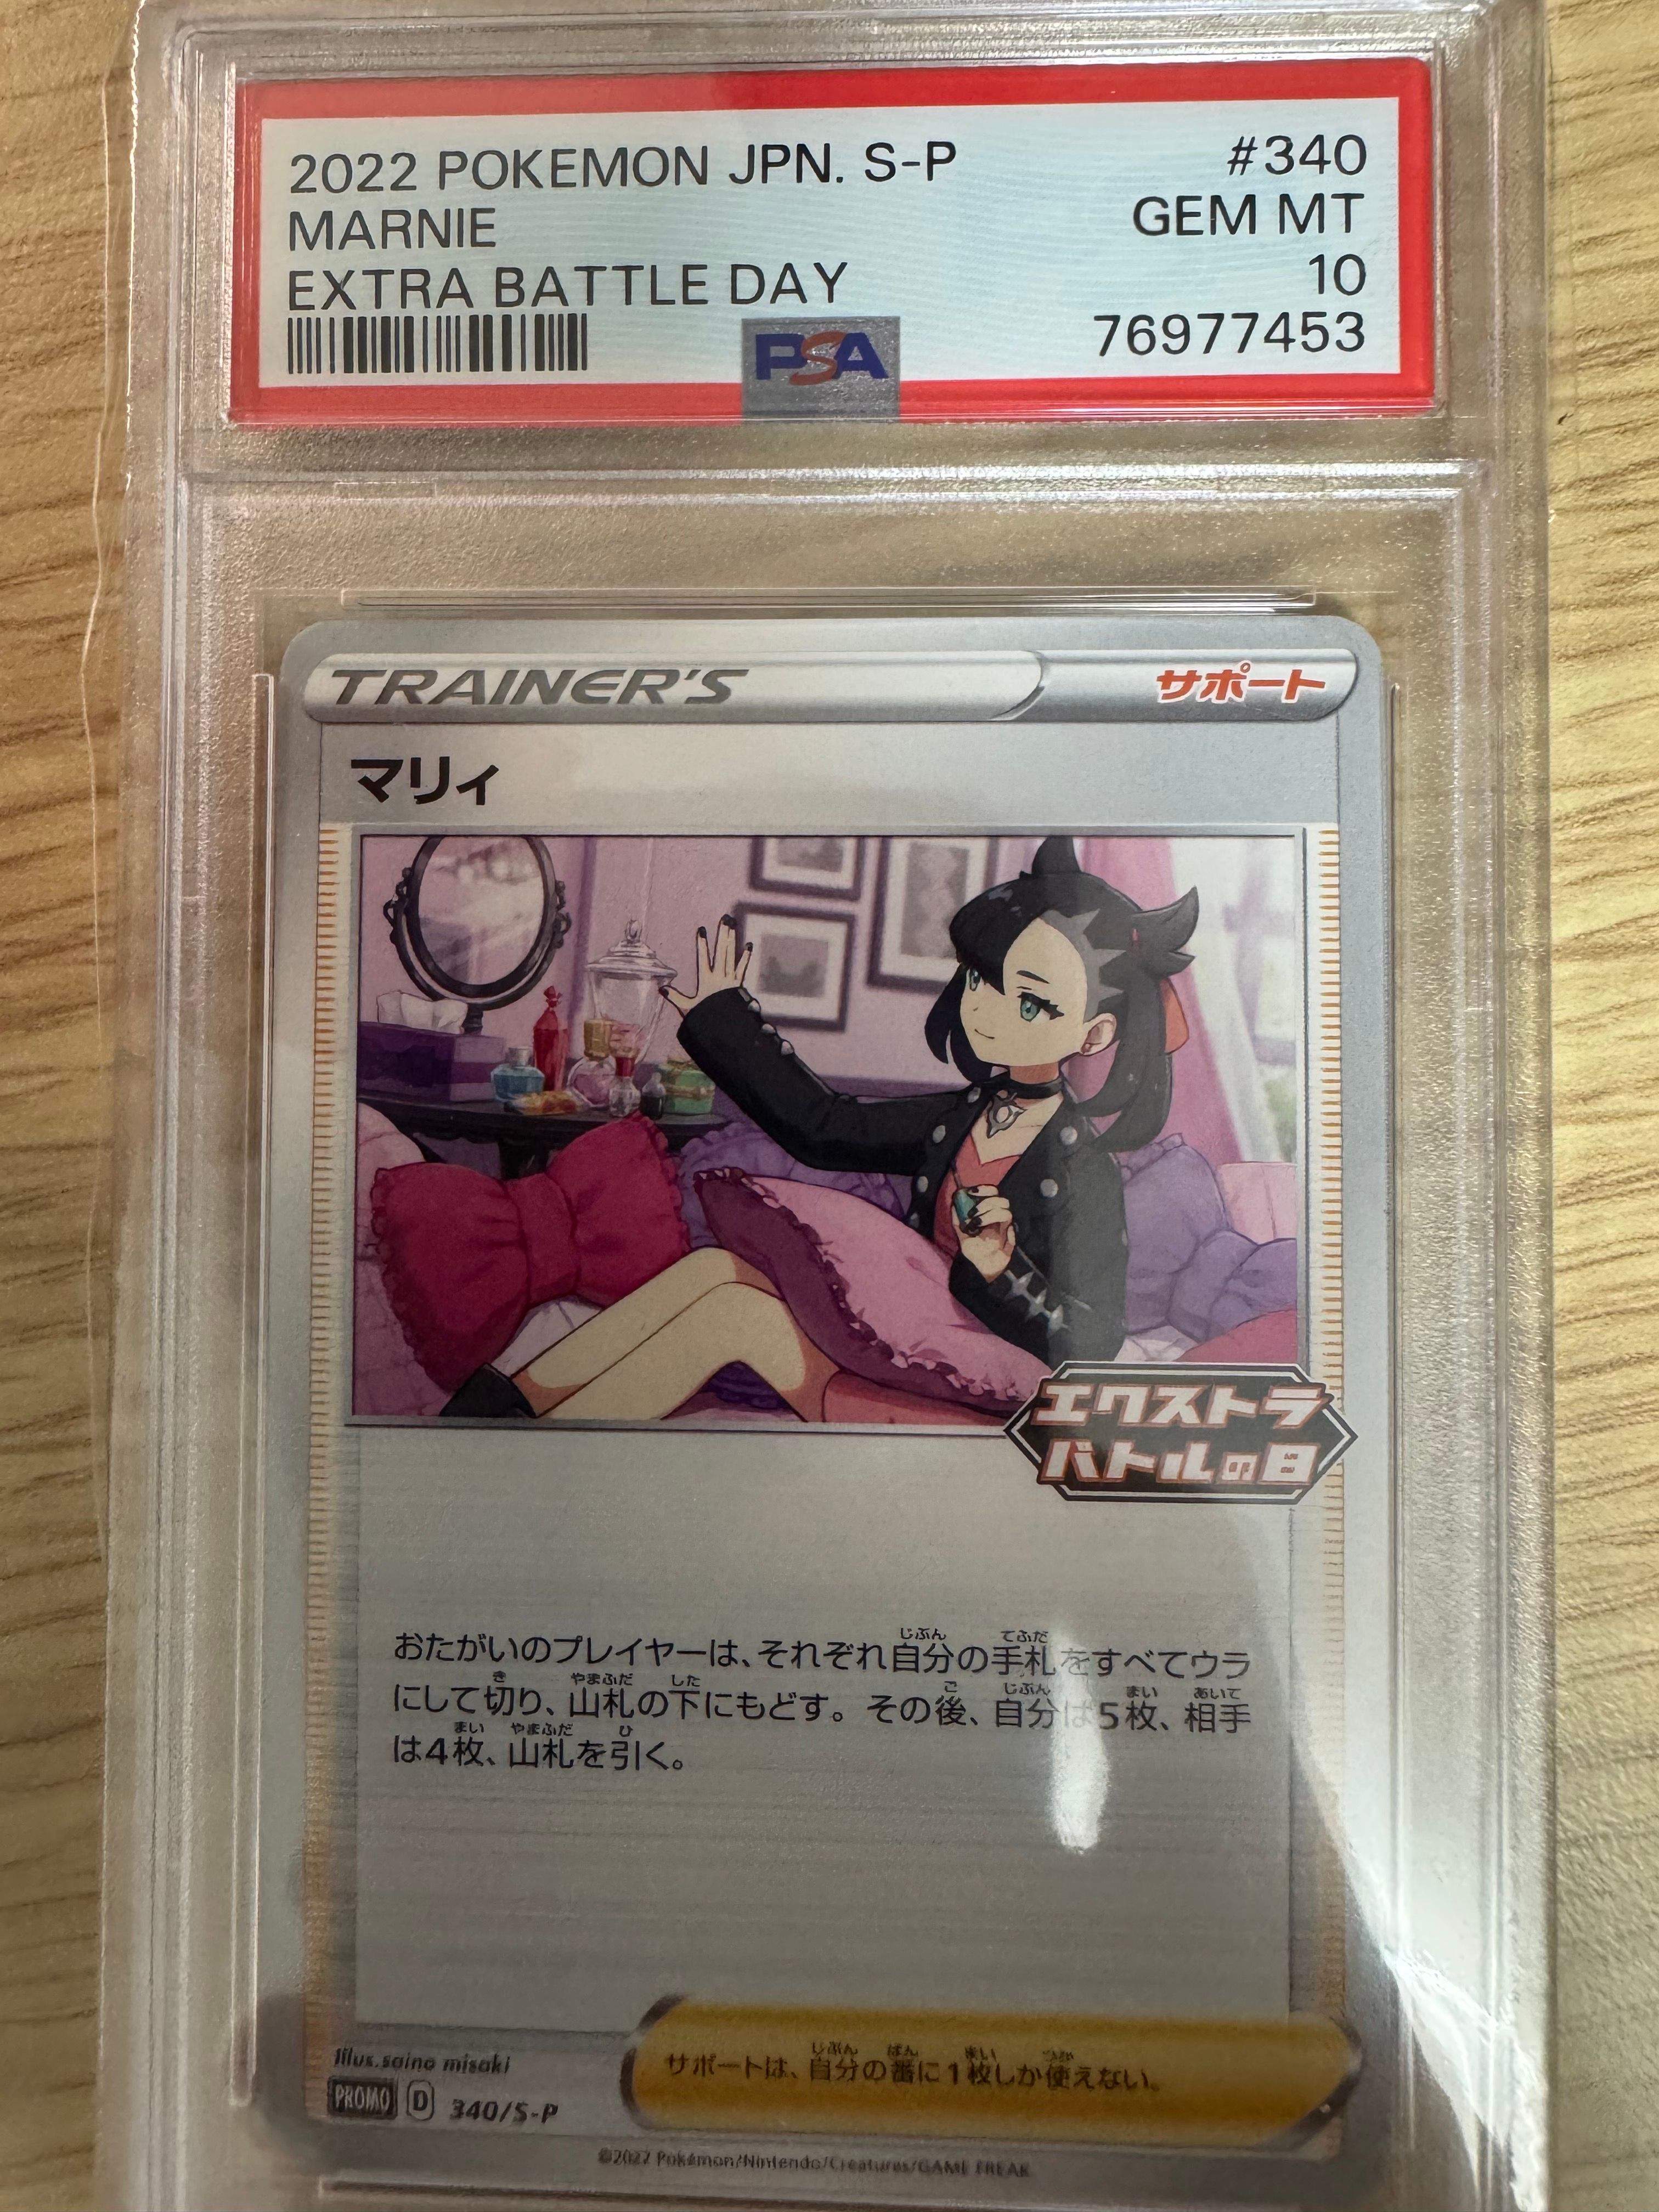 2022 POKEMON JPN. S-P #340
MARNIE GEM MT
EXTRA BATTLE DAY 10
76977453
PSA
TRAINER'S サポート
マリィ
エクストラ
バトルの日
おたがいのプレイヤーは、それぞれ自分の手札をすべてウラ
にして切り、山札の下にもどす。その後、自分は5枚、相手
は4枚、山札を引く。
サポートは、自分の番に1枚しか使えない。
Illus. saino misaki
PROMO D 340/S-P
©2022 Pokémon/Nintendo/Creatures/GAME FREAK